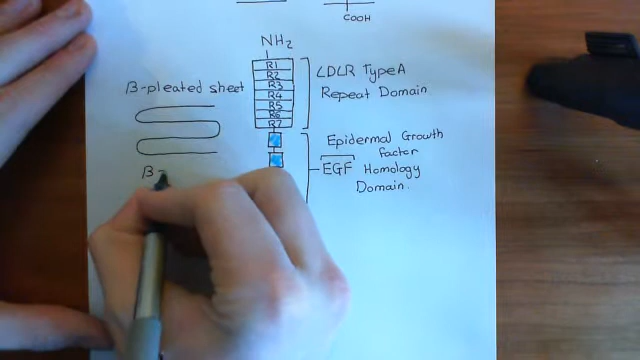 COOH
NH2
β-pleated sheet
R1
R2
R3
R4
R5
R6
R7
LDLR Type A
Repeat Domain
Epidermal Growth
factor
EGF Homology
Domain.
β-